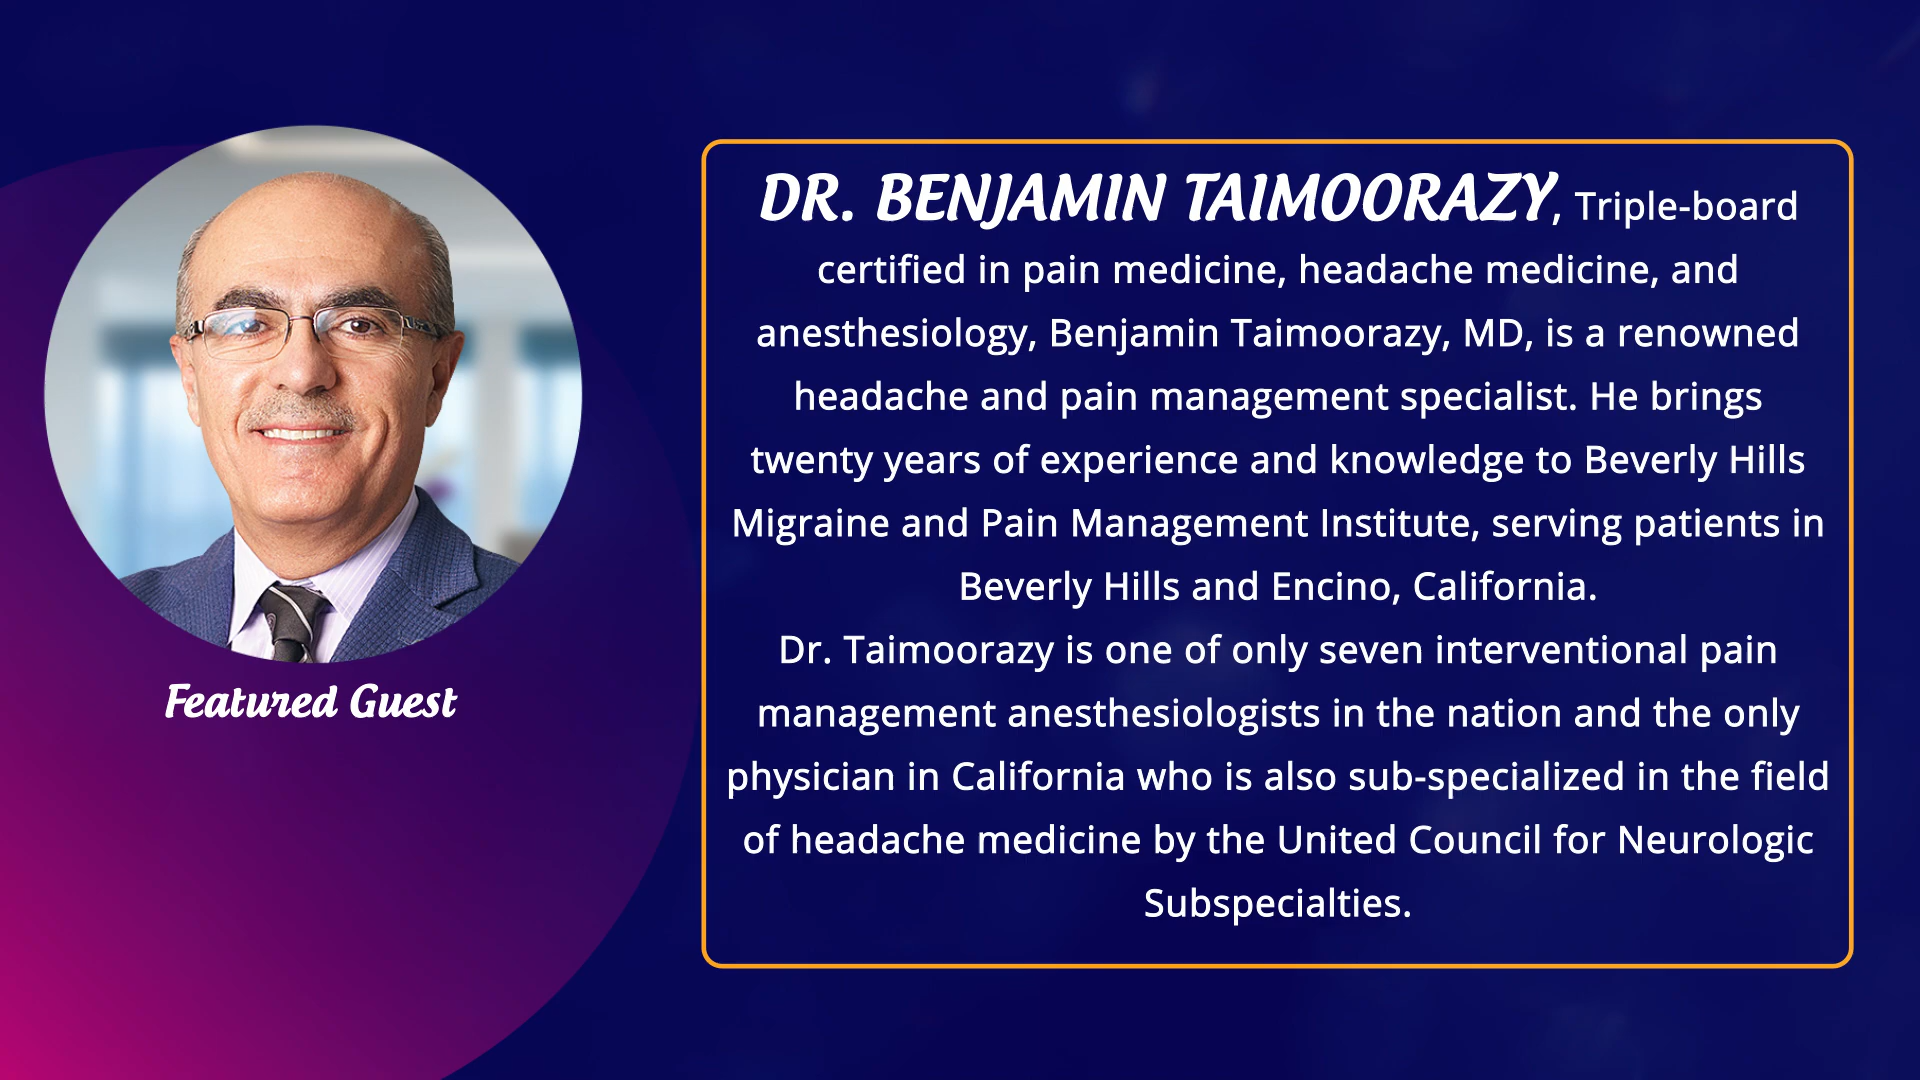 Featured Guest
DR. BENJAMIN TAIMOORAZY, Triple-board
certified in pain medicine, headache medicine, and
anesthesiology, Benjamin Taimoorazy, MD, is a renowned
headache and pain management specialist. He brings
twenty years of experience and knowledge to Beverly Hills
Migraine and Pain Management Institute, serving patients in
Beverly Hills and Encino, California.
Dr. Taimoorazy is one of only seven interventional pain
management anesthesiologists in the nation and the only
physician in California who is also sub-specialized in the field
of headache medicine by the United Council for Neurologic
Subspecialties.